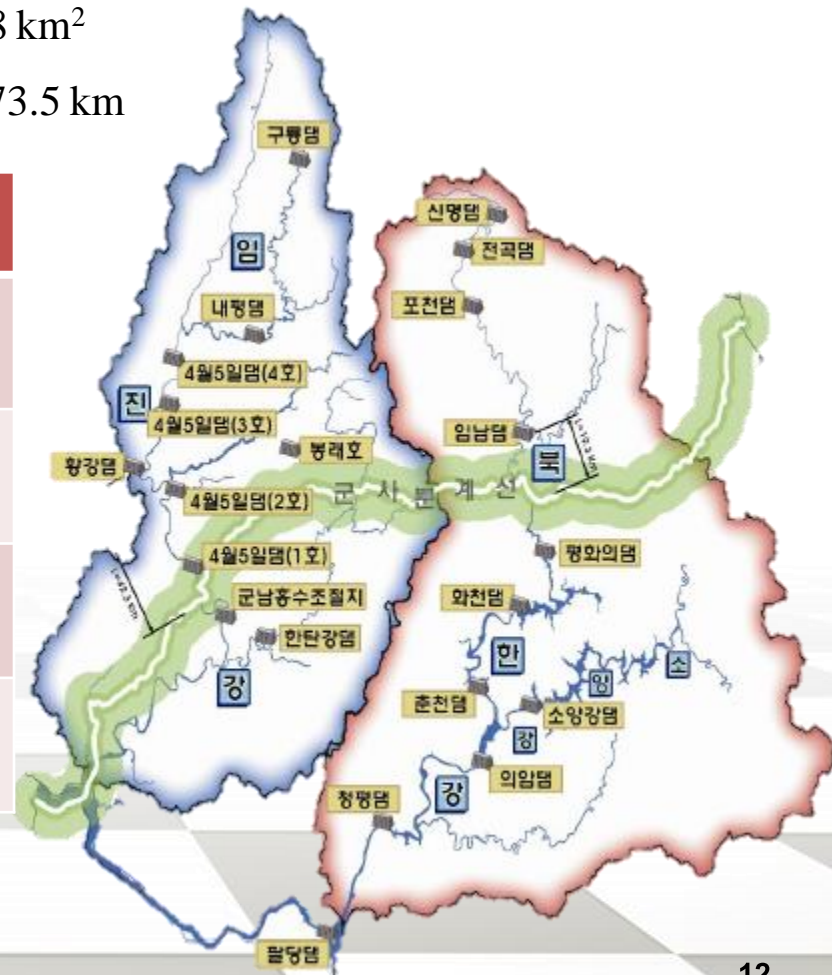 8 km²
73.5 km
구룡댐
신명댐
임
전곡댐
내평댐
포천댐
4월5일댐(4호)
진
4월5일댐(3호)
임남댐
봉래호
북
황강댐
4월5일댐(2호)
군 사 분 계 선
평화의댐
4월5일댐(1호)
군남홍수조절지
화천댐
L=42.3 km
한탄강댐
한
소
강
양
춘천댐
소양강댐
강
의암댐
청평댐
강
팔당댐
12